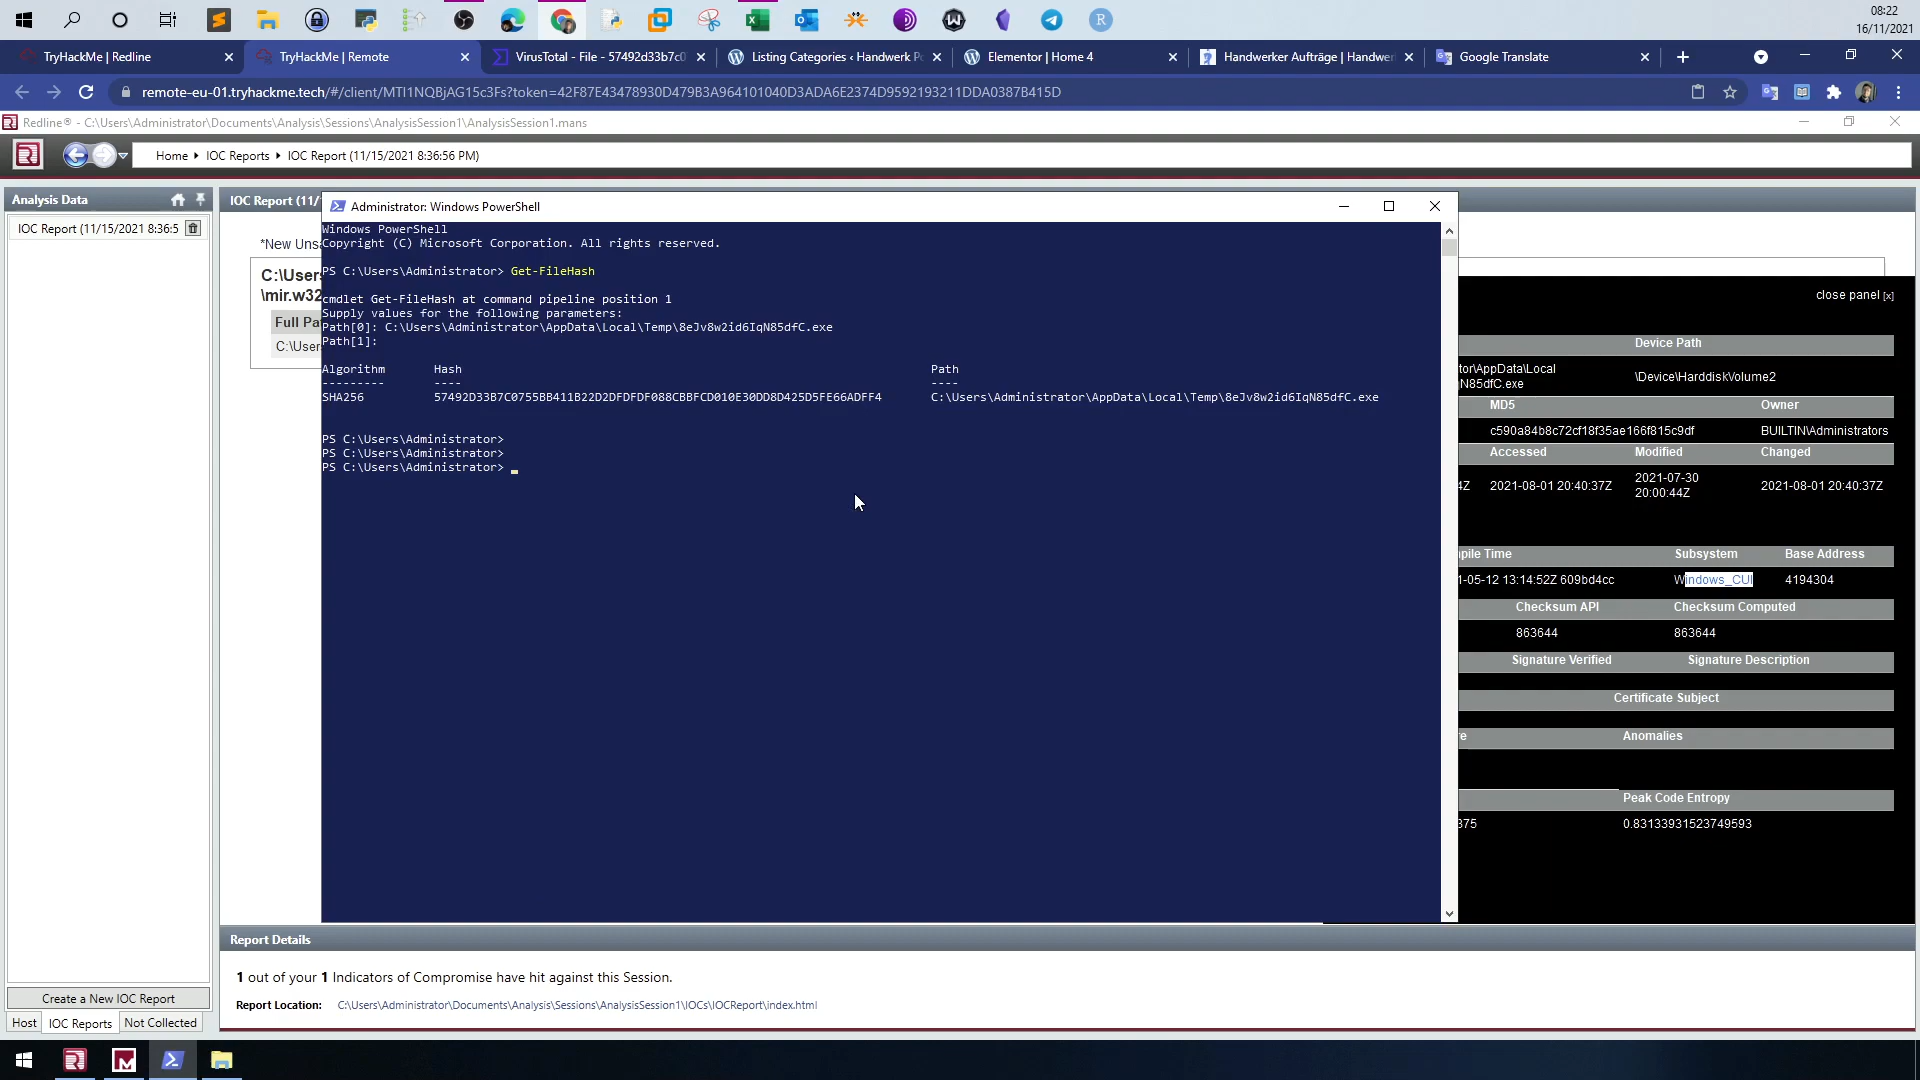 08:22
16/11/2021
TryHackMe | Redline
TryHackMe | Remote
VirusTotal - File - 57492d33b7c0
Listing Categories ‹ Handwerk Po
Elementor | Home 4
Handwerker Aufträge | Handwer
Google Translate
remote-eu-01.tryhackme.tech/#/client/MTI1NQBjAG15c3Fs?token=42F87E43478930D479B3A964101040D3ADA6E2374D9592193211DDA0387B415D
Redline® - C:\Users\Administrator\Documents\Analysis\Sessions\AnalysisSession1\AnalysisSession1.mans
Home
IOC Reports
IOC Report (11/15/2021 8:36:56 PM)
Analysis Data
IOC Report (11/15/2021 8:36:5
IOC Report (11/
*New Unsa
C:\Users
\mir.w32
Full Pa
C:\User
Administrator: Windows PowerShell
Windows PowerShell
Copyright (C) Microsoft Corporation. All rights reserved.
PS C:\Users\Administrator> Get-FileHash
cmdlet Get-FileHash at command pipeline position 1
Supply values for the following parameters:
Path[0]: C:\Users\Administrator\AppData\Local\Temp\8eJv8w2id6IqN85dfC.exe
Path[1]:
Algorithm Hash Path
--------- ---- ----
SHA256 57492D33B7C0755BB411B22D2DFDFDF088CBBFCD010E30DD8D425D5FE66ADFF4 C:\Users\Administrator\AppData\Local\Temp\8eJv8w2id6IqN85dfC.exe
PS C:\Users\Administrator>
PS C:\Users\Administrator>
PS C:\Users\Administrator>
close panel [x]
Device Path
tor\AppData\Local
N85dfC.exe
\Device\HarddiskVolume2
MD5 Owner
c590a84b8c72cf18f35ae166f815c9df BUILTIN\Administrators
Accessed Modified Changed
4Z 2021-08-01 20:40:37Z 2021-07-30
20:00:44Z
2021-08-01 20:40:37Z
pile Time Subsystem Base Address
1-05-12 13:14:52Z 609bd4cc Windows_CUI 4194304
Checksum API Checksum Computed
863644 863644
Signature Verified Signature Description
Certificate Subject
re Anomalies
Peak Code Entropy
375 0.83133931523749593
Create a New IOC Report
Host
IOC Reports
Not Collected
Report Details
1 out of your 1 Indicators of Compromise have hit against this Session.
Report Location: C:\Users\Administrator\Documents\Analysis\Sessions\AnalysisSession1\IOCs\IOCReport\index.html